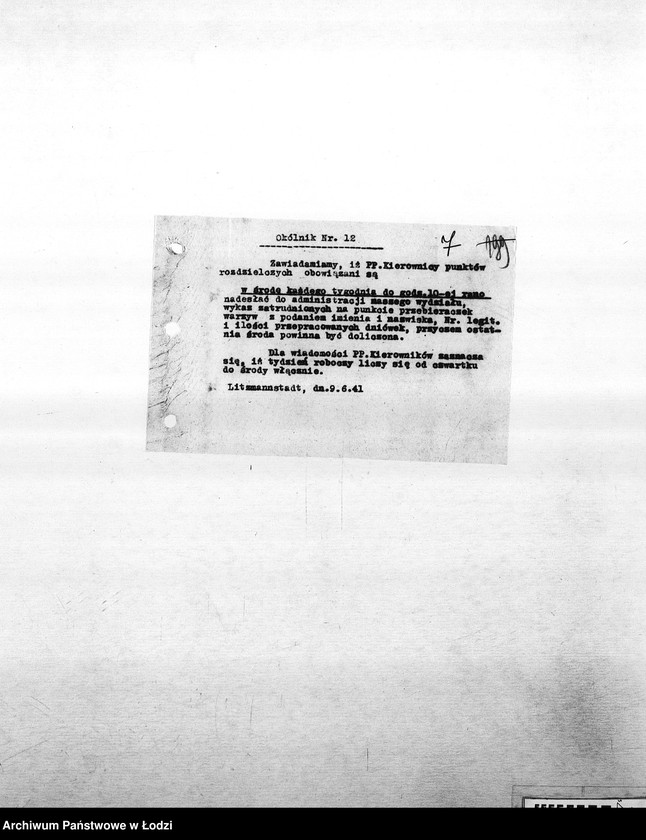 Okólnik Nr. 12
7 199
Zawiadamiamy, iż PP.Kierownicy punktów
rozdzielczych obowiązani są
w środę każdego tygodnia do godz.10-ej rano
nadesłać do administracji naszego wydziału,
wykaz zatrudnionych na punkcie przebieraczek
warzyw z podaniem imienia i nazwiska, Nr. legit.
i ilości przepracowanych dniówek, przyczem ostat-
nia środa powinna być doliczona.
Dla wiadomości PP.Kierowników zaznacza
się, iż tydzień roboczy liczy się od czwartku
do środy włącznie.
Litzmannstadt, dn.9.6.41
Archiwum Państwowe w Łodzi